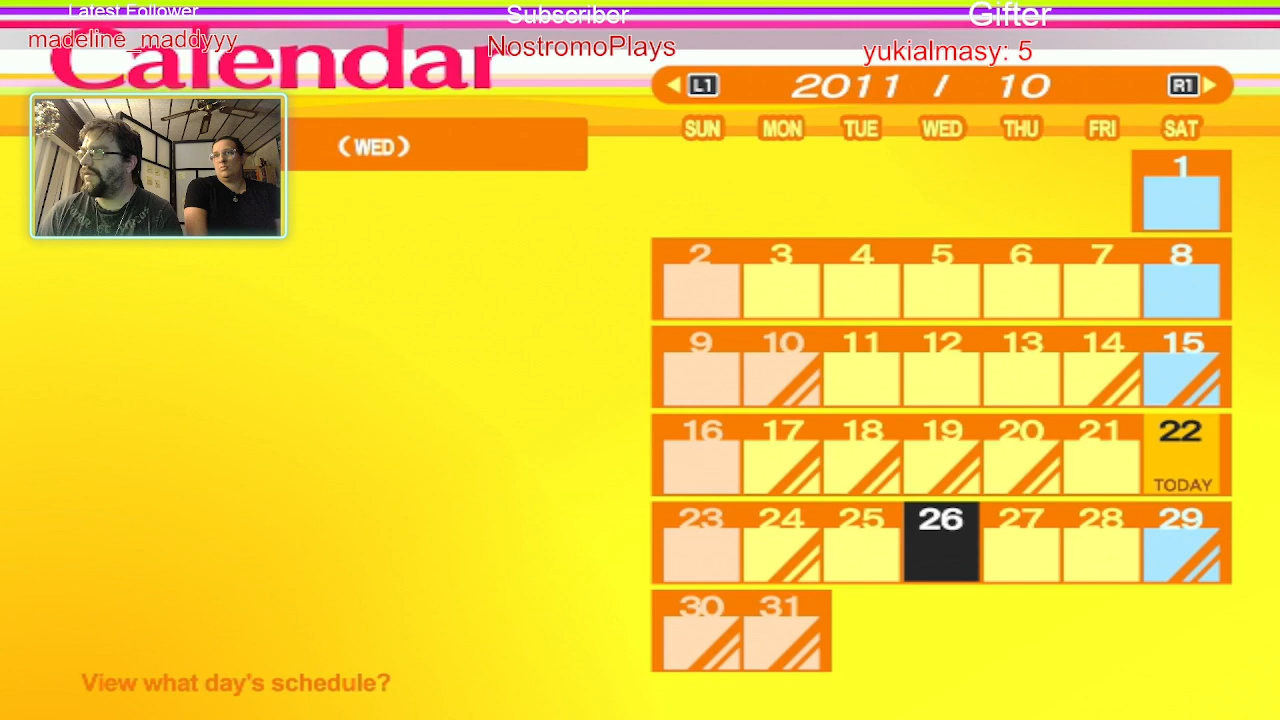 Latest Follower
madeline_maddyyy
Subscriber
NostromoPlays
Gifter
yukialmasy: 5
Calendar
L1 2011 / 10 R1
SUN MON TUE WED THU FRI SAT
(WED)
1
2 3 4 5 6 7 8
9 10 11 12 13 14 15
16 17 18 19 20 21 22
TODAY
23 24 25 26 27 28 29
30 31
View what day's schedule?